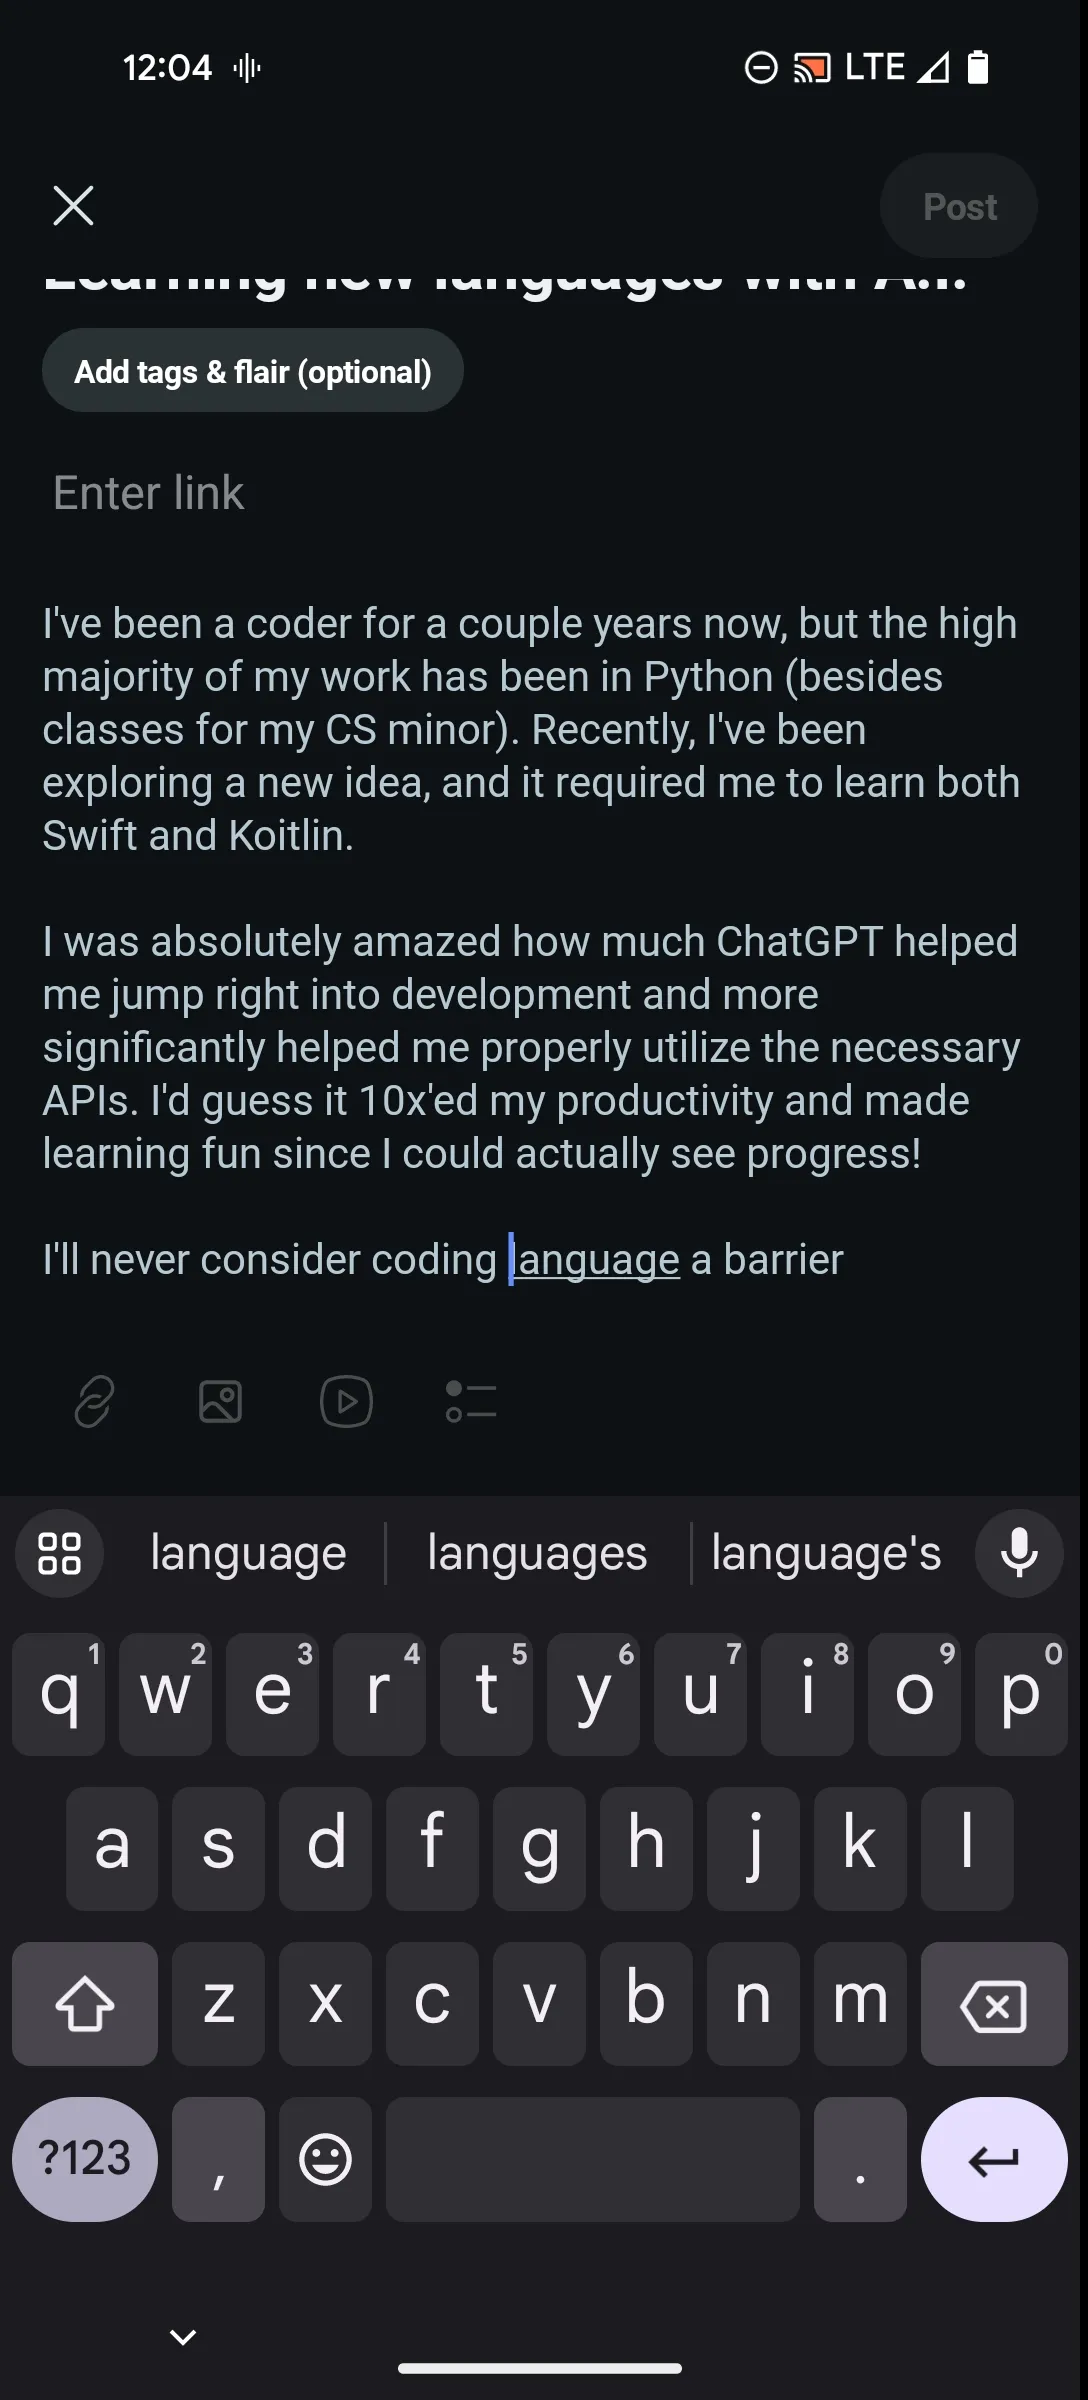 12:04 LTE
Post
Learning new languages with A.I.
Add tags & flair (optional)
Enter link
I've been a coder for a couple years now, but the high
majority of my work has been in Python (besides
classes for my CS minor). Recently, I've been
exploring a new idea, and it required me to learn both
Swift and Koitlin.
I was absolutely amazed how much ChatGPT helped
me jump right into development and more
significantly helped me properly utilize the necessary
APIs. I'd guess it 10x'ed my productivity and made
learning fun since I could actually see progress!
I'll never consider coding language a barrier
language languages language's
1 2 3 4 5 6 7 8 9 0
q w e r t y u i o p
a s d f g h j k l
z x c v b n m
?123 , .